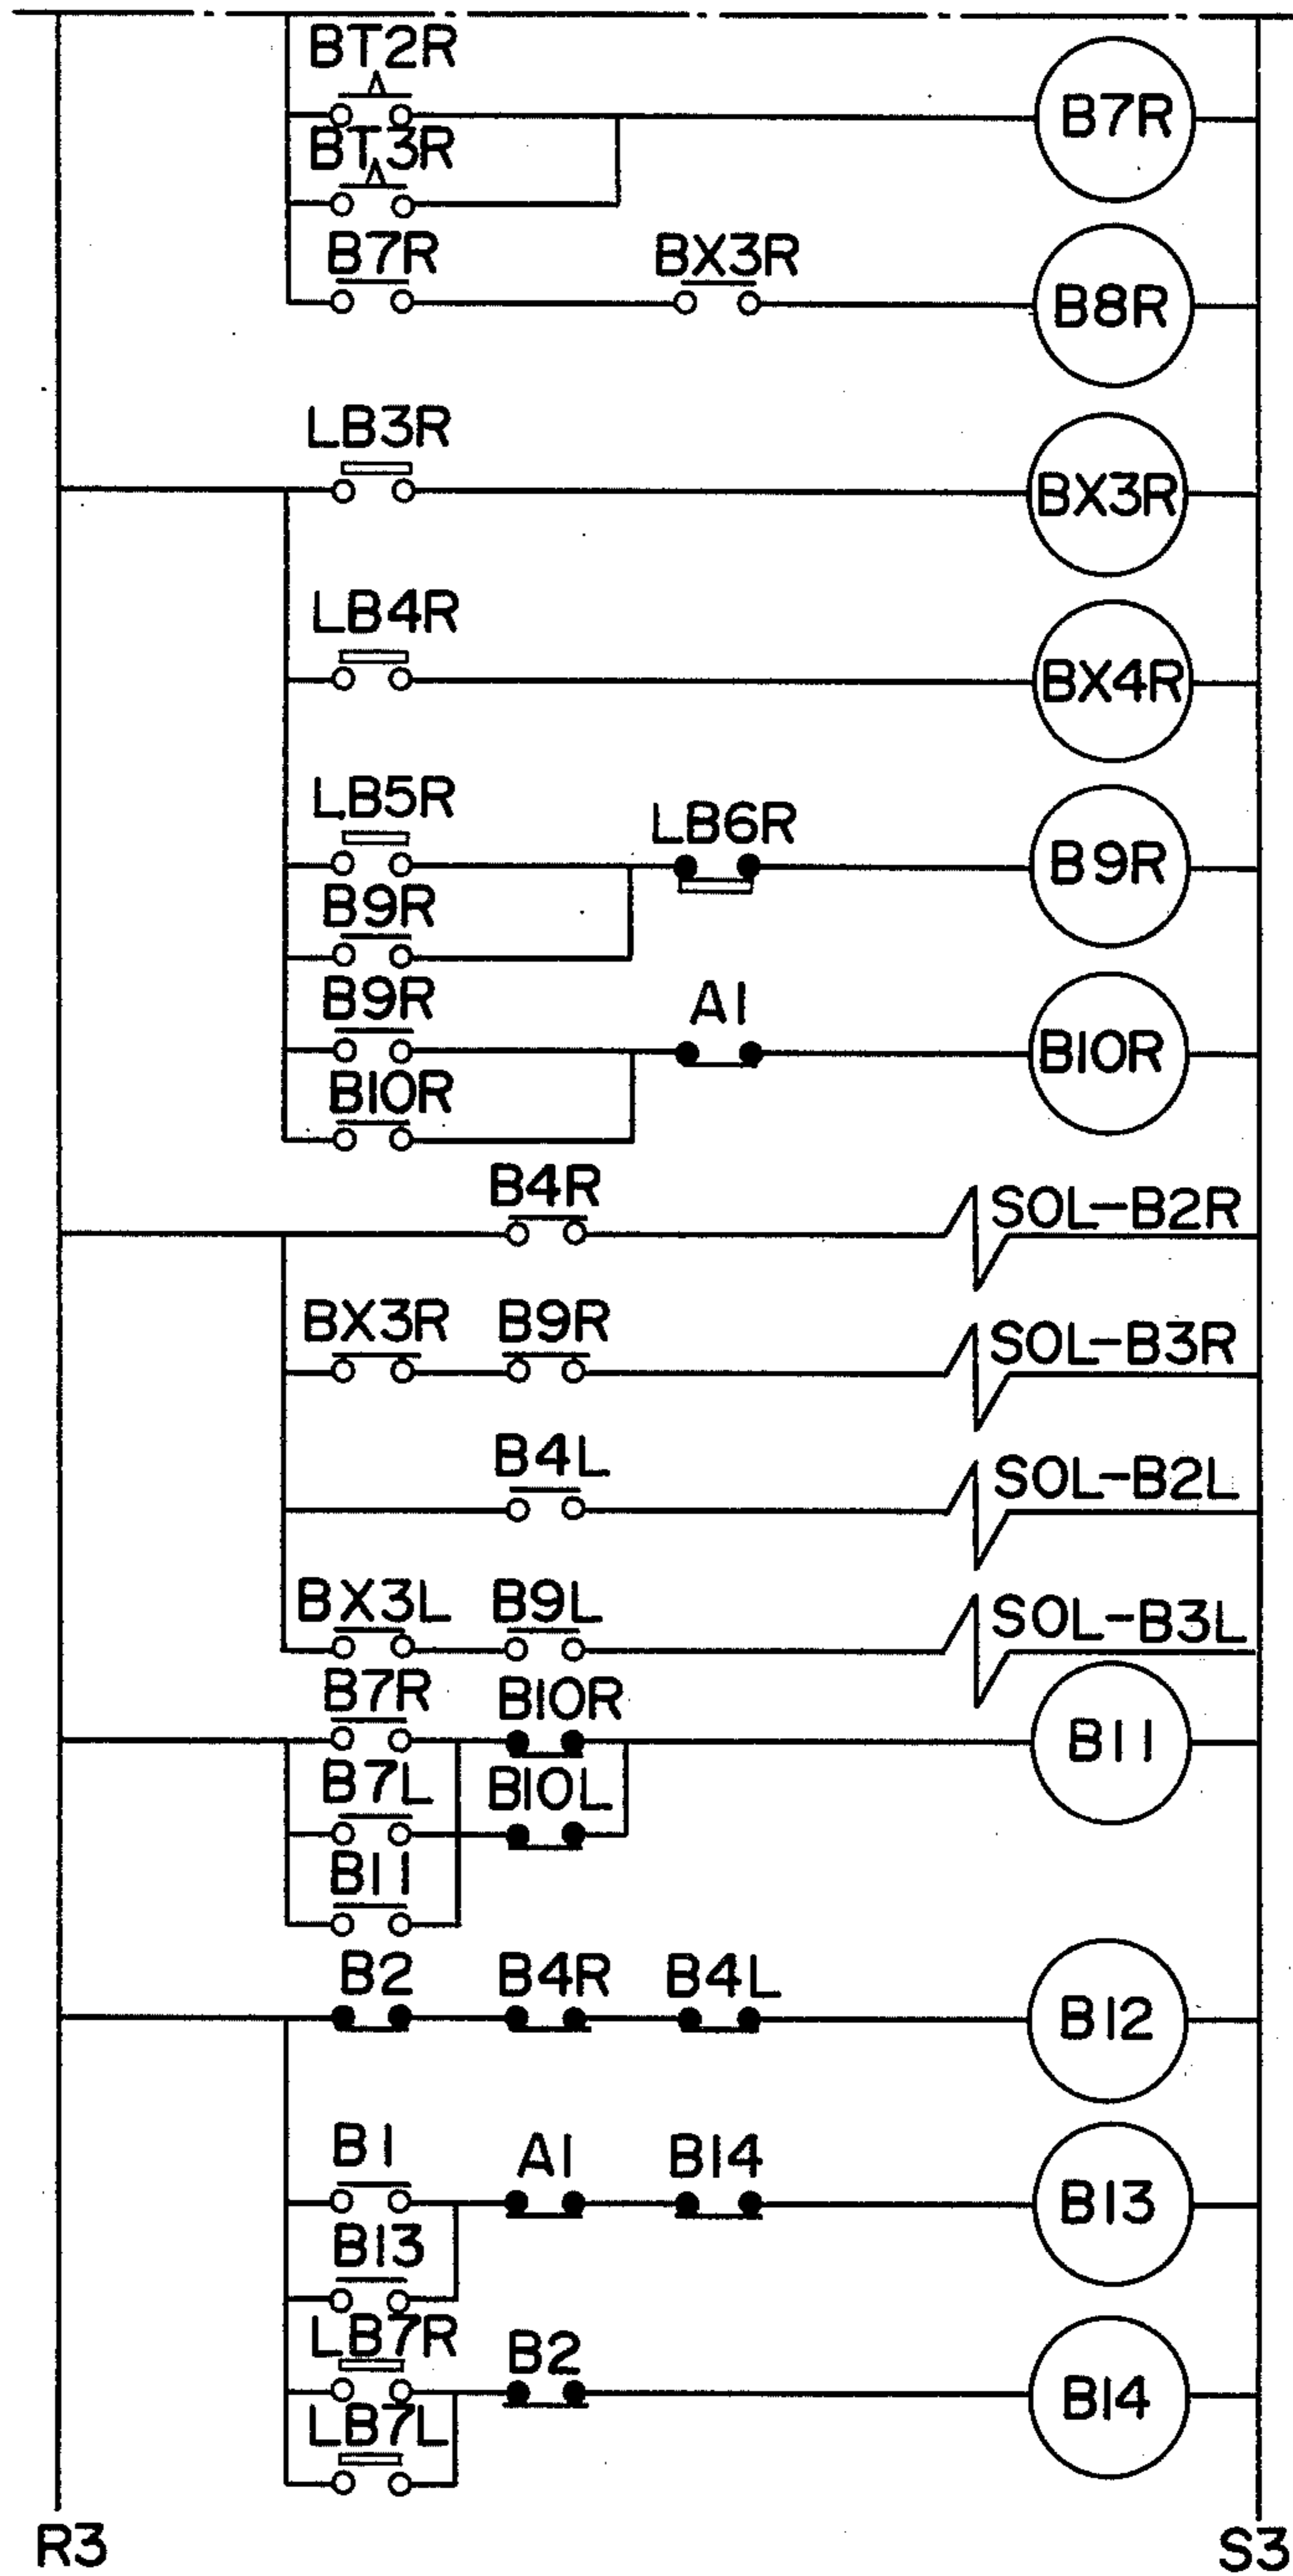 BT2R
B7R
BT3R
B7R BX3R
B8R
LB3R
BX3R
LB4R
BX4R
LB5R LB6R
B9R
B9R
B9R A1
B10R
B10R
B4R SOL-B2R
BX3R B9R SOL-B3R
B4L SOL-B2L
BX3L B9L SOL-B3L
B7R B10R
B11
B7L B10L
B11
B2 B4R B4L
B12
B1 A1 B14
B13
B13
LB7R B2
B14
LB7L
R3 S3